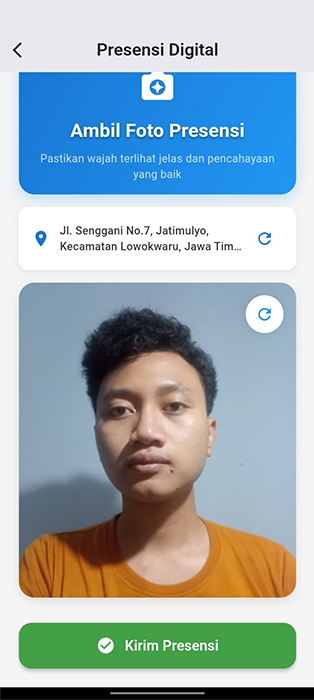 Presensi Digital
Ambil Foto Presensi
Pastikan wajah terlihat jelas dan pencahayaan
yang baik
Jl. Senggani No.7, Jatimulyo,
Kecamatan Lowokwaru, Jawa Tim...
Kirim Presensi